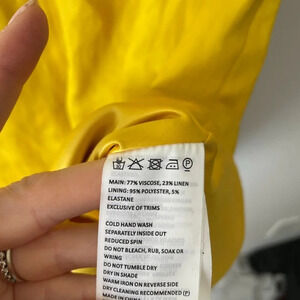 MAIN: 77% VISCOSE, 23% LINEN
LINING: 95% POLYESTER, 5%
ELASTANE
EXCLUSIVE OF TRIMS
COLD HAND WASH
SEPARATELY INSIDE OUT
REDUCED SPIN
DO NOT BLEACH, RUB, SOAK OR
WRING
DO NOT TUMBLE DRY
DRY IN SHADE
WARM IRON ON REVERSE SIDE
DRY CLEANING RECOMMENDED Ⓟ
MADE IN CHINA